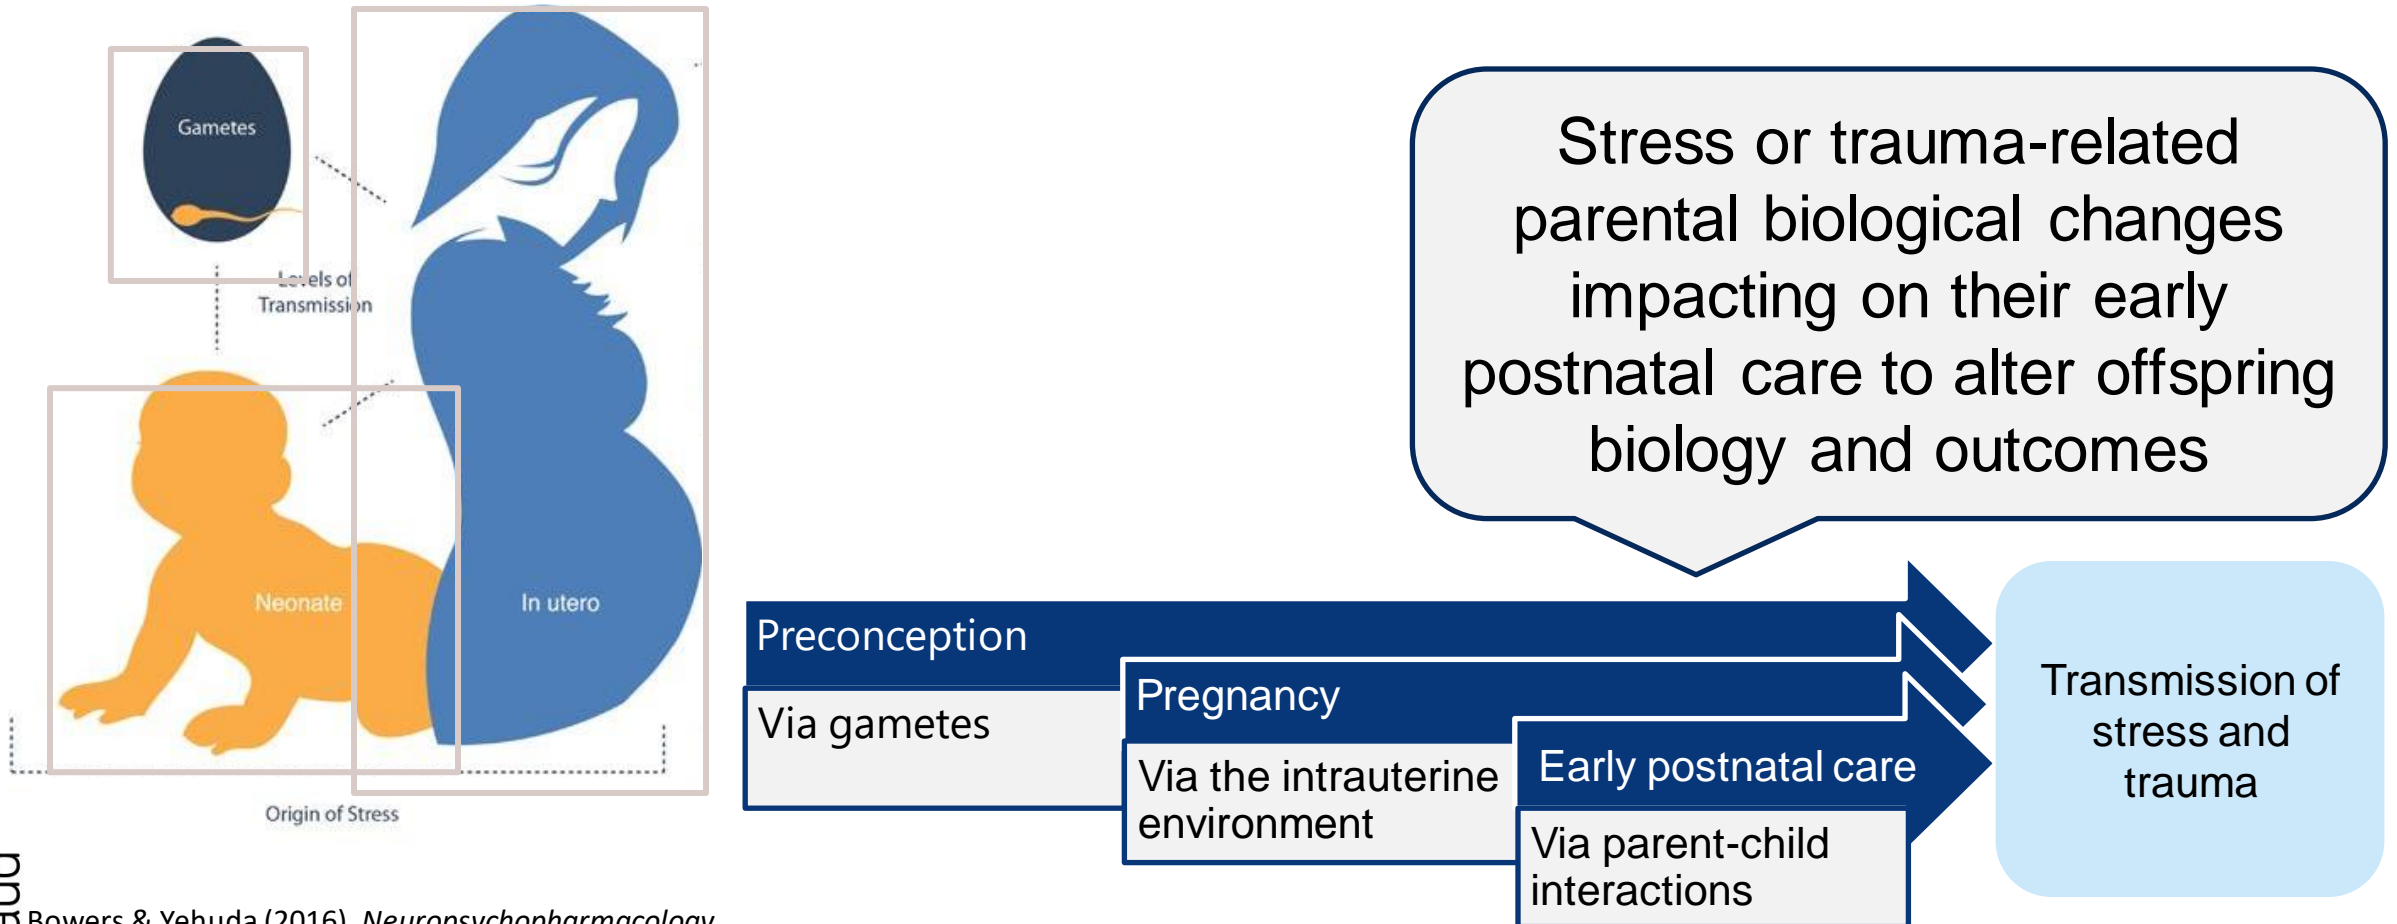 Gametes
Levels of
Transmission
Neonate
In utero
Origin of Stress
Bowers & Yehuda (2016). Neuropsychopharmacology
Stress or trauma-related
parental biological changes
impacting on their early
postnatal care to alter offspring
biology and outcomes
Preconception
Via gametes
Pregnancy
Via the intrauterine
environment
Early postnatal care
Via parent-child
interactions
Transmission of
stress and
trauma